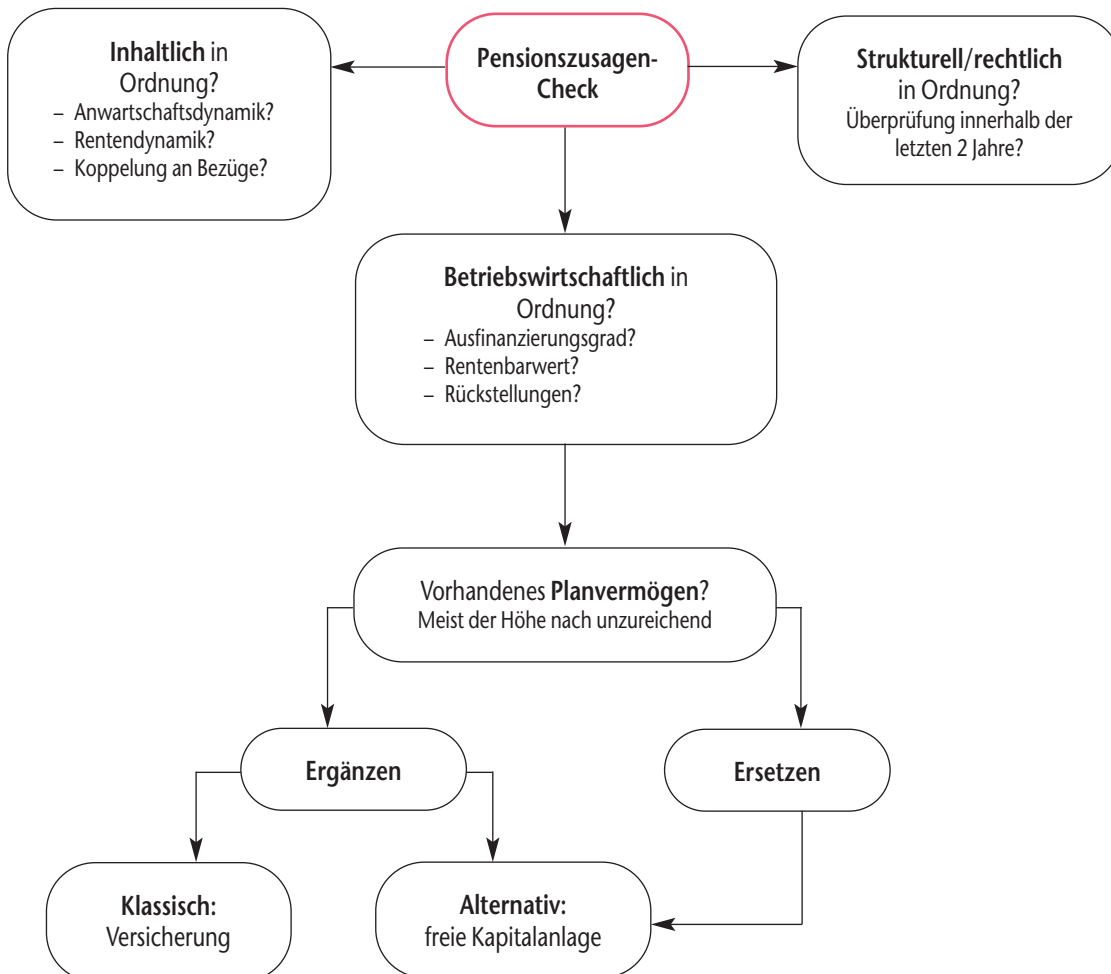 Inhaltlich in
Ordnung?
– Anwartschaftsdynamik?
– Rentendynamik?
– Koppelung an Bezüge?
Pensionszusagen-
Check
Strukturell/rechtlich
in Ordnung?
Überprüfung innerhalb der
letzten 2 Jahre?
Betriebswirtschaftlich in
Ordnung?
– Ausfinanzierungsgrad?
– Rentenbarwert?
– Rückstellungen?
Vorhandenes Planvermögen?
Meist der Höhe nach unzureichend
Ergänzen
Ersetzen
Klassisch:
Versicherung
Alternativ:
freie Kapitalanlage